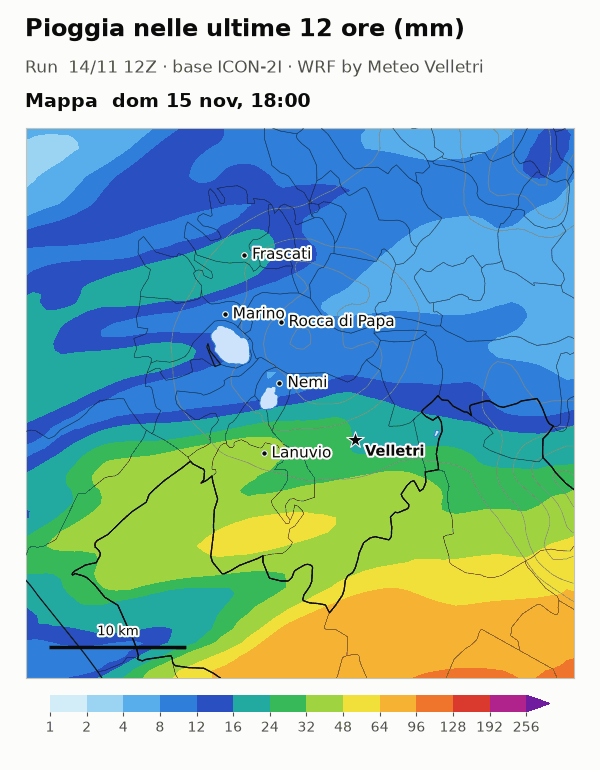 Pioggia nelle ultime 12 ore (mm)
Run  14/11 12Z · base ICON-2I · WRF by Meteo Velletri
Mappa  dom 15 nov, 18:00
Frascati
Marino
Rocca di Papa
Nemi
Velletri
Lanuvio
10 km
1 2 4 8 12 16 24 32 48 64 96 128 192 256